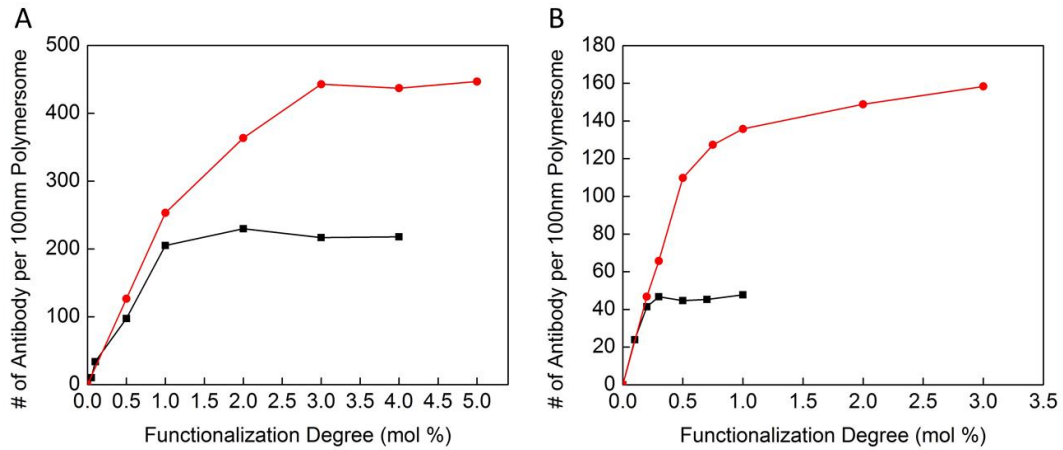 A
# of Antibody per 100nm Polymersome
500
400
300
200
100
0
0.0 0.5 1.0 1.5 2.0 2.5 3.0 3.5 4.0 4.5 5.0
Functionalization Degree (mol %)
B
# of Antibody per 100nm Polymersome
180
160
140
120
100
80
60
40
20
0
0.0 0.5 1.0 1.5 2.0 2.5 3.0 3.5
Functionalization Degree (mol %)